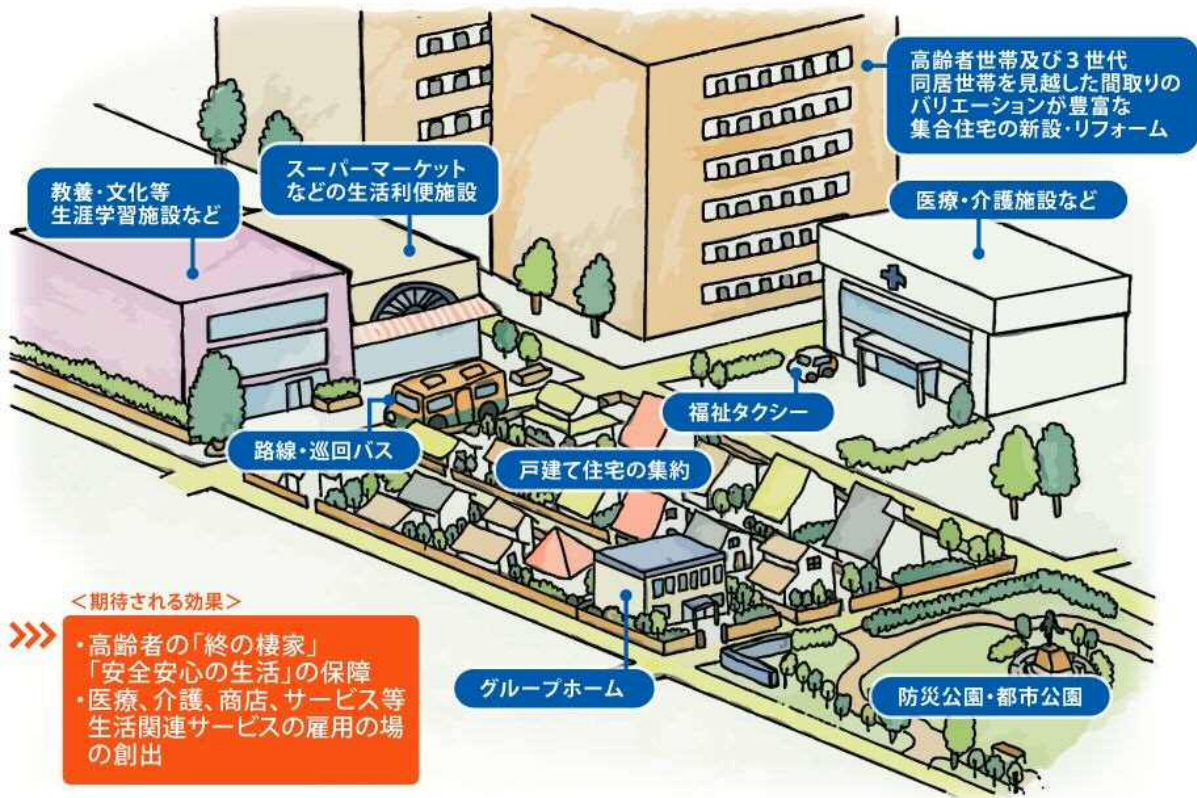 高齢者世帯及び3世代
同居世帯を見越した間取りの
バリエーションが豊富な
集合住宅の新設・リフォーム
スーパーマーケット
などの生活利便施設
教養・文化等
生涯学習施設など
医療・介護施設など
福祉タクシー
路線・巡回バス
戸建て住宅の集約
グループホーム
防災公園・都市公園
＜期待される効果＞
・高齢者の「終の棲家」
「安全安心の生活」の保障
・医療、介護、商店、サービス等
生活関連サービスの雇用の場
の創出